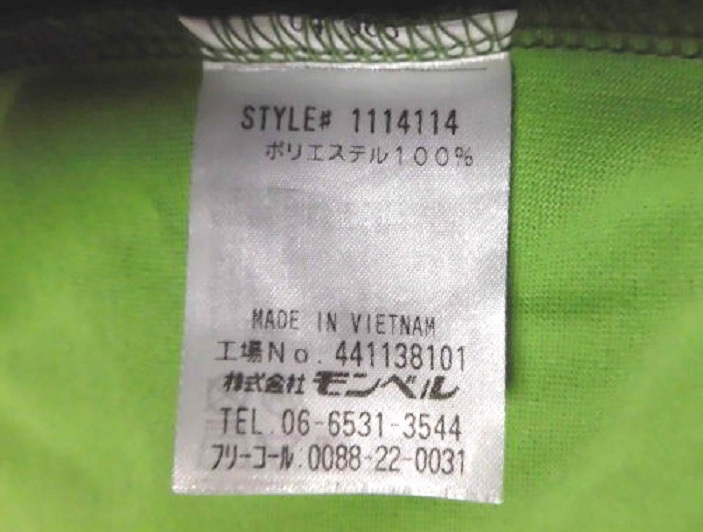 STYLE# 1114114
ポリエステル100%
MADE IN VIETNAM
工場No.441138101
株式会社モンベル
TEL.06-6531-3544
フリーコール.0088-22-0031